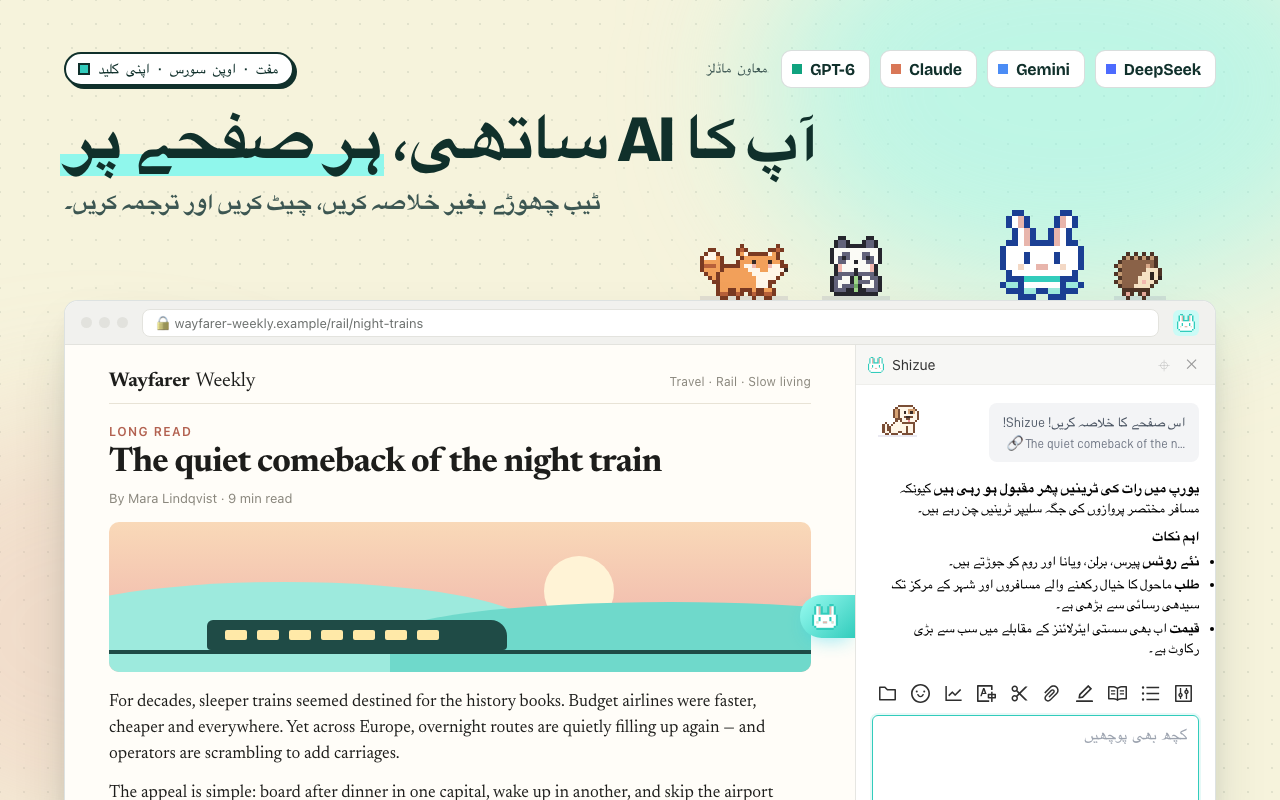 مفت · اوپن سورس · اپنی کلید
معاون ماڈلز
GPT-6
Claude
Gemini
DeepSeek
آپ کا AI ساتھی، ہر صفحے پر
ٹیب چھوڑے بغیر خلاصہ کریں، چیٹ کریں اور ترجمہ کریں۔
wayfarer-weekly.example/rail/night-trains
Wayfarer Weekly
Travel · Rail · Slow living
LONG READ
The quiet comeback of the night train
By Mara Lindqvist · 9 min read
For decades, sleeper trains seemed destined for the history books. Budget airlines were faster,
cheaper and everywhere. Yet across Europe, overnight routes are quietly filling up again — and
operators are scrambling to add carriages.
The appeal is simple: board after dinner in one capital, wake up in another, and skip the airport
Shizue
اس صفحے کا خلاصہ کریں! Shizue!
The quiet comeback of the n...
یورپ میں رات کی ٹرینیں پھر مقبول ہو رہی ہیں کیونکہ
مسافر مختصر پروازوں کی جگہ سلیپر ٹرینیں چن رہے ہیں۔
اہم نکات
• نئے روٹس پیرس، برلن، ویانا اور روم کو جوڑتے ہیں۔
• طلب ماحول کا خیال رکھنے والے مسافروں اور شہر کے مرکز تک
سیدھی رسائی سے بڑھی ہے۔
• قیمت اب بھی سستی ایئرلائنز کے مقابلے میں سب سے بڑی
رکاوٹ ہے۔
کچھ بھی پوچھیں